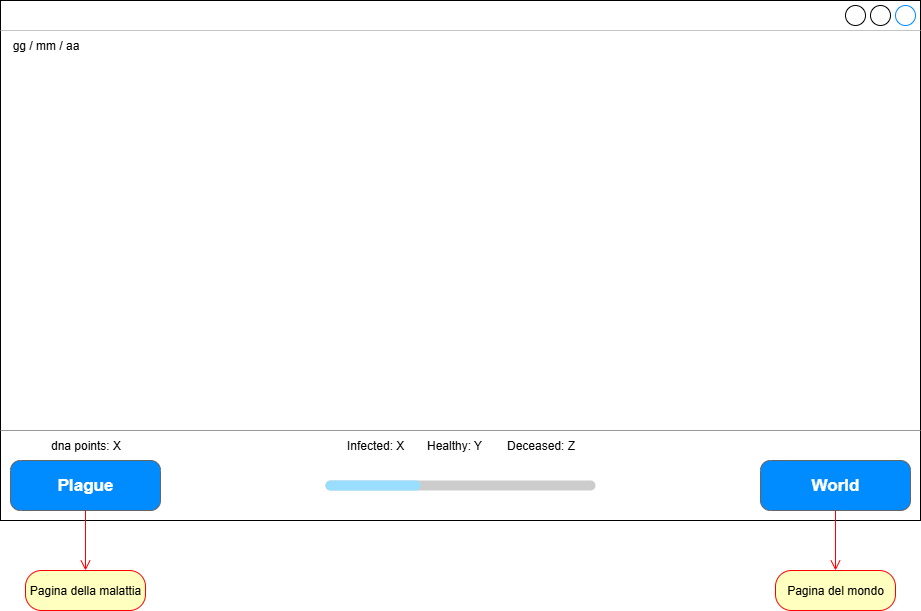 gg / mm / aa
dna points: X
Infected: X
Healthy: Y
Deceased: Z
Plague
World
Pagina della malattia
Pagina del mondo